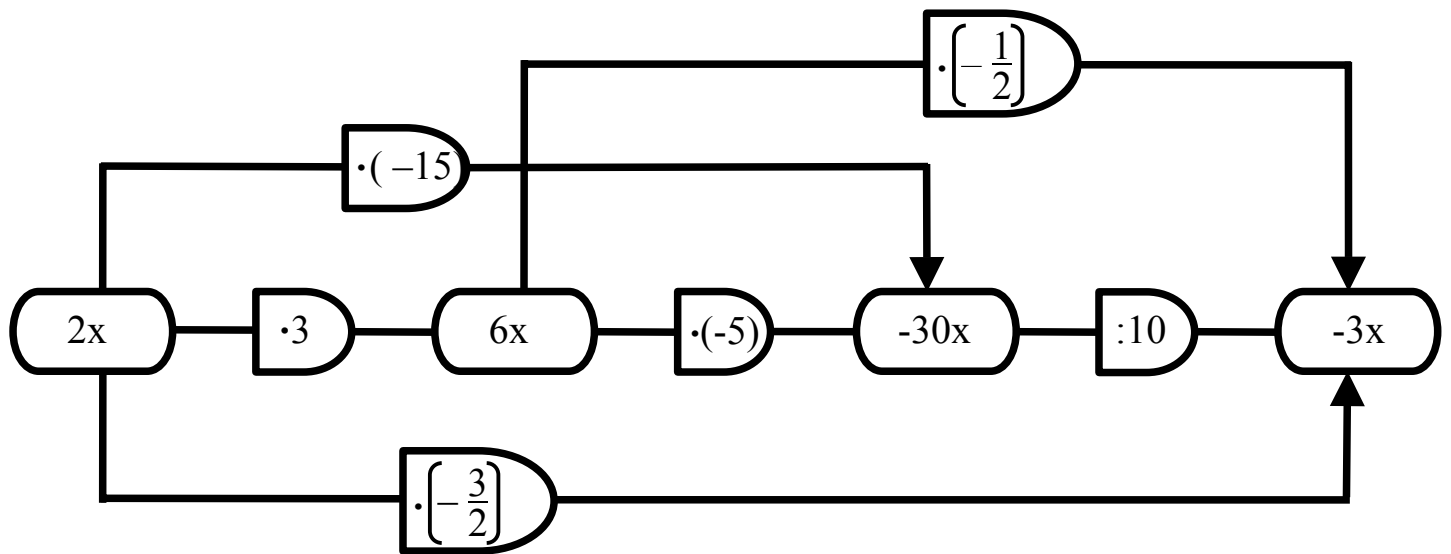 ·(– 1/2)
·( –15
2x ·3 6x ·(-5) -30x :10 -3x
·(– 3/2)